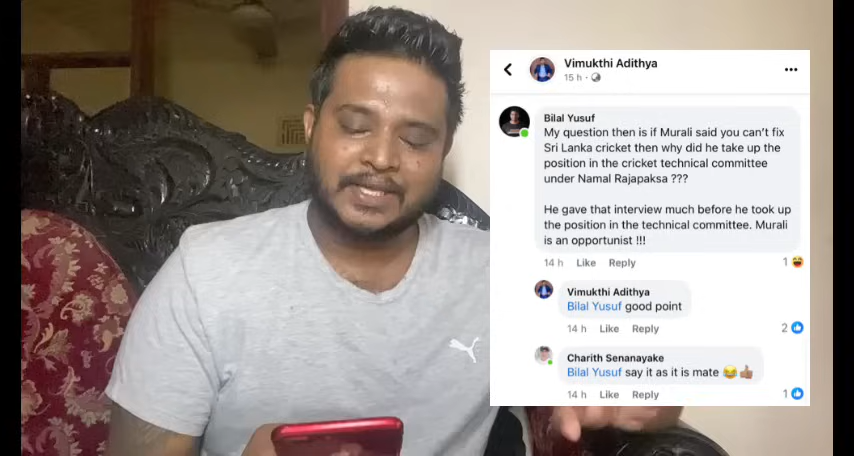 Vimukthi Adithya
15 h ·
Bilal Yusuf
My question then is if Murali said you can't fix
Sri Lanka cricket then why did he take up the
position in the cricket technical committee
under Namal Rajapaksa ???
He gave that interview much before he took up
the position in the technical committee. Murali
is an opportunist !!!
14 h Like Reply 1
Vimukthi Adithya
Bilal Yusuf good point
14 h Like Reply 2
Charith Senanayake
Bilal Yusuf say it as it is mate 😂👍🏽
14 h Like Reply 1